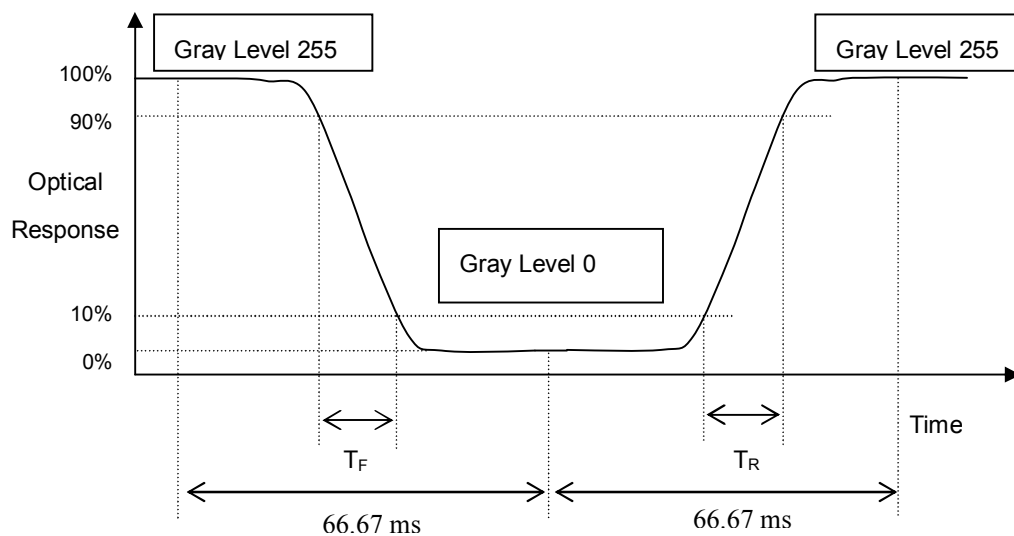 Gray Level 255
Gray Level 255
100%
90%
Optical
Response
Gray Level 0
10%
0%
Time
TF
TR
66.67 ms
66.67 ms